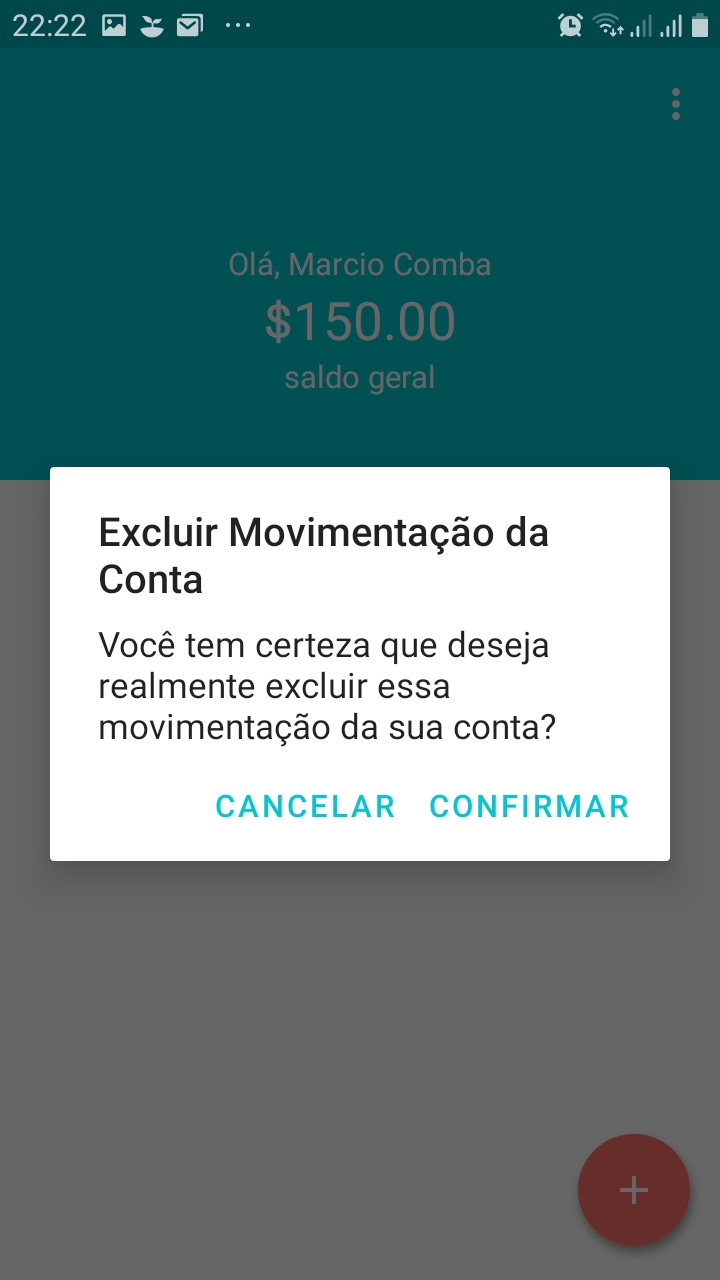 22:22
Olá, Marcio Comba
$150.00
saldo geral
Excluir Movimentação da
Conta
Você tem certeza que deseja
realmente excluir essa
movimentação da sua conta?
CANCELAR CONFIRMAR